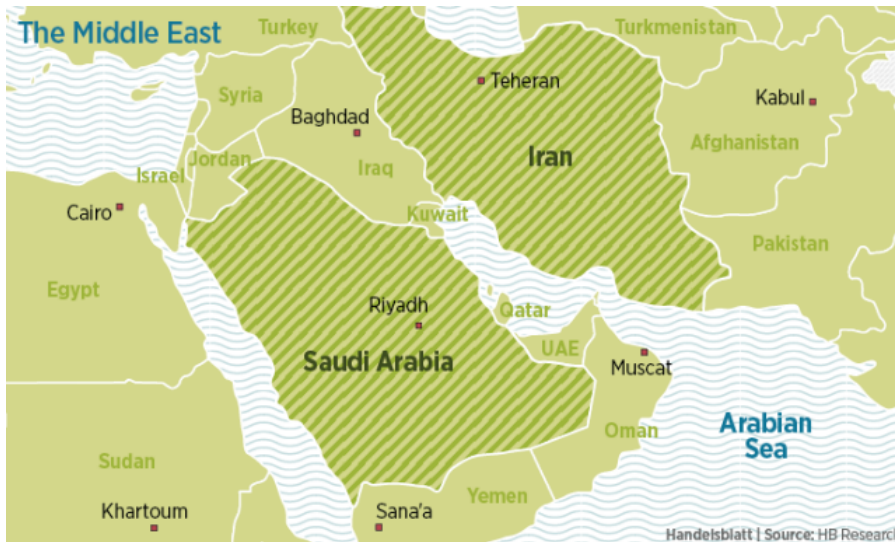 The Middle East
Turkey
Turkmenistan
Teheran
Syria
Kabul
Baghdad
Afghanistan
Iran
Jordan
Iraq
Israel
Cairo
Kuwait
Pakistan
Egypt
Riyadh
Qatar
UAE
Saudi Arabia
Muscat
Arabian
Sea
Oman
Sudan
Yemen
Khartoum
Sana'a
Handelsblatt | Source: HB Research